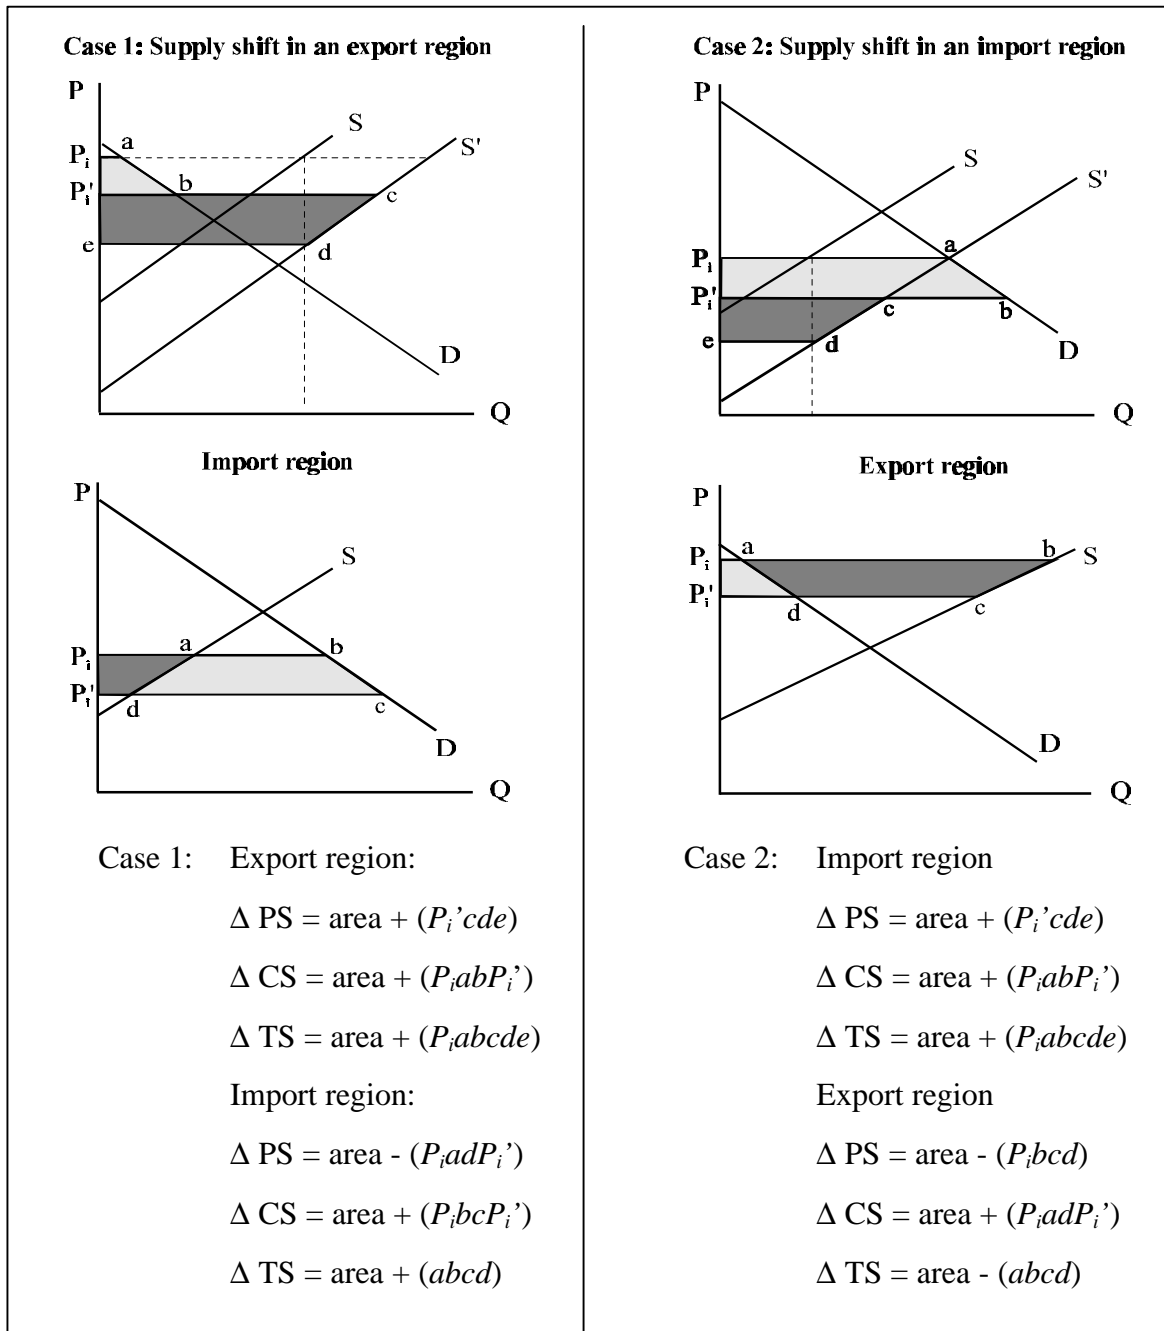 Case 1: Supply shift in an export region
P
S
S'
a
Pi
b
Pi'
c
e
d
D
Q
Import region
P
S
a
b
Pi
Pi'
d
c
D
Q
Case 1: Export region:
Δ PS = area + (Pi’cde)
Δ CS = area + (PiabPi’)
Δ TS = area + (Piabcde)
Import region:
Δ PS = area - (PiadPi’)
Δ CS = area + (PibcPi’)
Δ TS = area + (abcd)
Case 2: Supply shift in an import region
P
S
S'
a
Pi
Pi'
c
b
e
d
D
Q
Export region
P
a
b
S
Pi
Pi'
d
c
D
Q
Case 2: Import region
Δ PS = area + (Pi’cde)
Δ CS = area + (PiabPi’)
Δ TS = area + (Piabcde)
Export region
Δ PS = area - (Pibcd)
Δ CS = area + (PiadPi’)
Δ TS = area - (abcd)